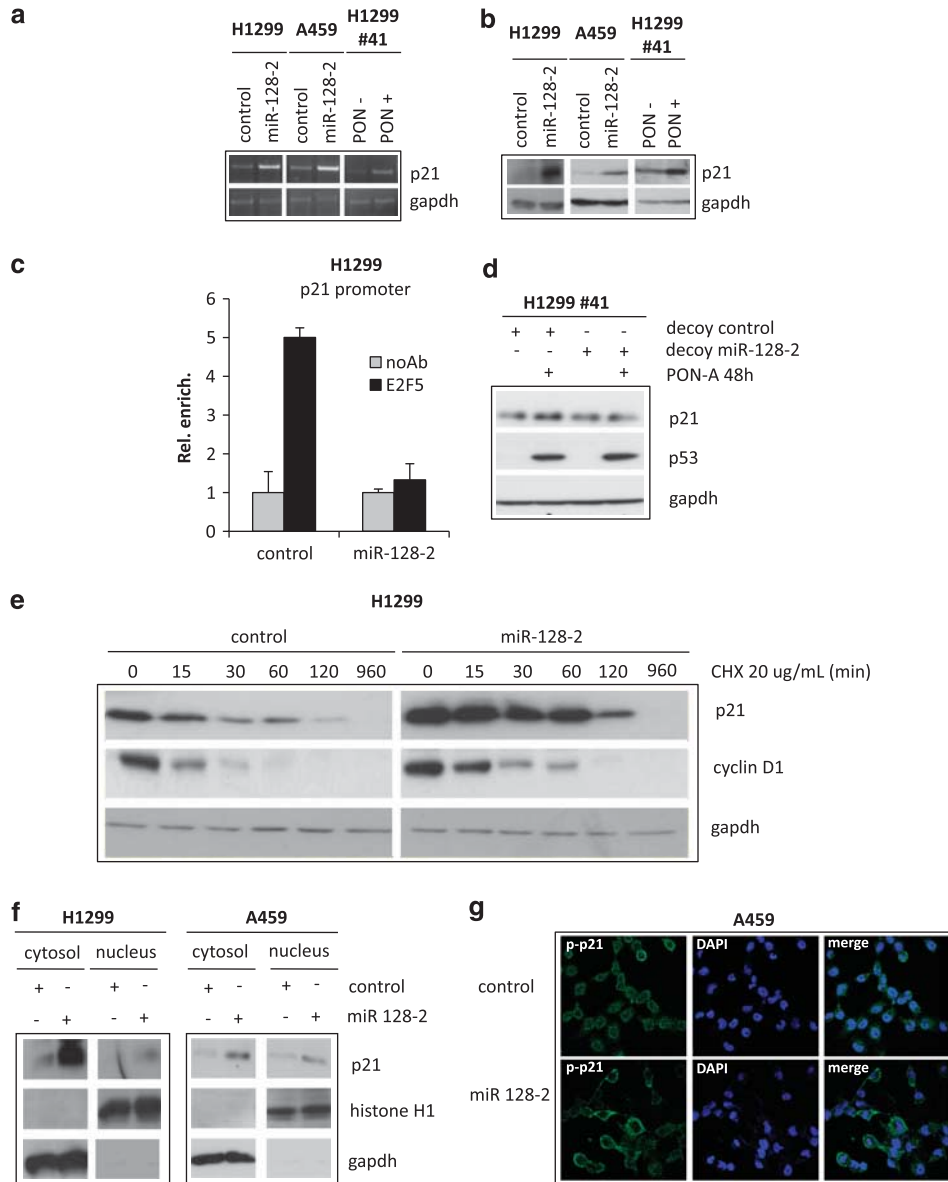 a
H1299 A459 H1299 #41
control miR-128-2 control miR-128-2 PON - PON +
p21
gapdh
b
H1299 A459 H1299 #41
control miR-128-2 control miR-128-2 PON - PON +
p21
gapdh
c
H1299
p21 promoter
Rel. enrich.
6
5
4
3
2
1
0
noAb
E2F5
control miR-128-2
d
H1299 #41
+ + - - decoy control
- - + + decoy miR-128-2
+ + PON-A 48h
p21
p53
gapdh
e
H1299
control miR-128-2
0 15 30 60 120 960 0 15 30 60 120 960 CHX 20 ug/mL (min)
p21
cyclin D1
gapdh
f
H1299 A459
cytosol nucleus cytosol nucleus
+ - + - + - + - control
- + - + - + - + miR 128-2
p21
histone H1
gapdh
g
A459
control
p-p21 DAPI merge
miR 128-2
p-p21 DAPI merge